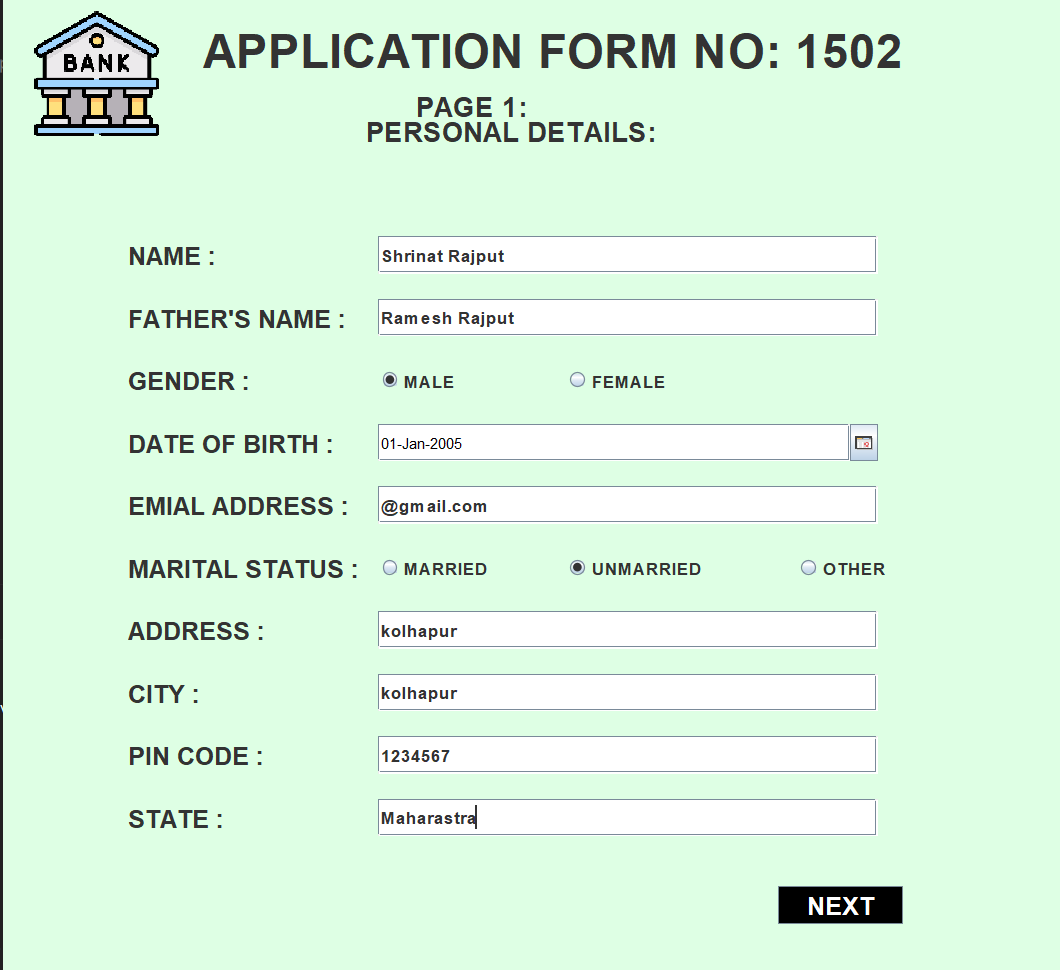 BANK
APPLICATION FORM NO: 1502
PAGE 1:
PERSONAL DETAILS:
NAME : Shrinat Rajput
FATHER'S NAME : Ramesh Rajput
GENDER : MALE FEMALE
DATE OF BIRTH : 01-Jan-2005
EMIAL ADDRESS : @gmail.com
MARITAL STATUS : MARRIED UNMARRIED OTHER
ADDRESS : kolhapur
CITY : kolhapur
PIN CODE : 1234567
STATE : Maharastra
NEXT